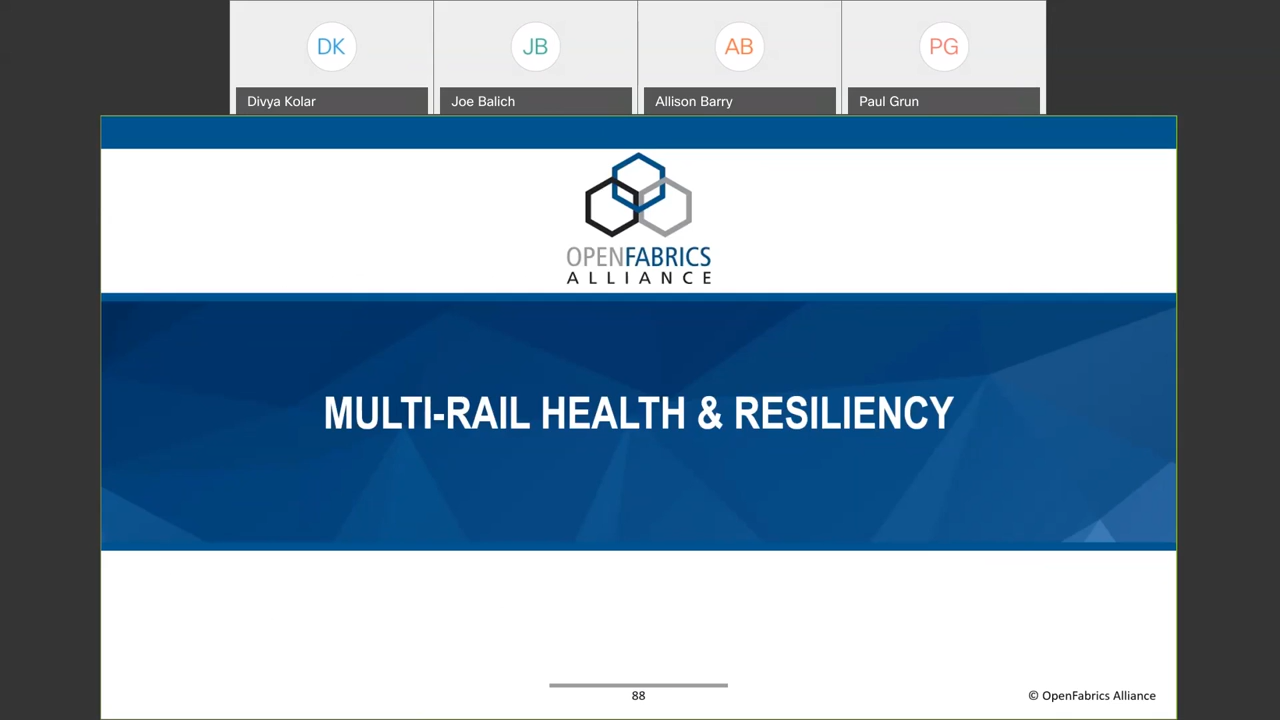 DK
JB
AB
PG
Divya Kolar
Joe Balich
Allison Barry
Paul Grun
OPENFABRICS
ALLIANCE
MULTI-RAIL HEALTH & RESILIENCY
88
© OpenFabrics Alliance